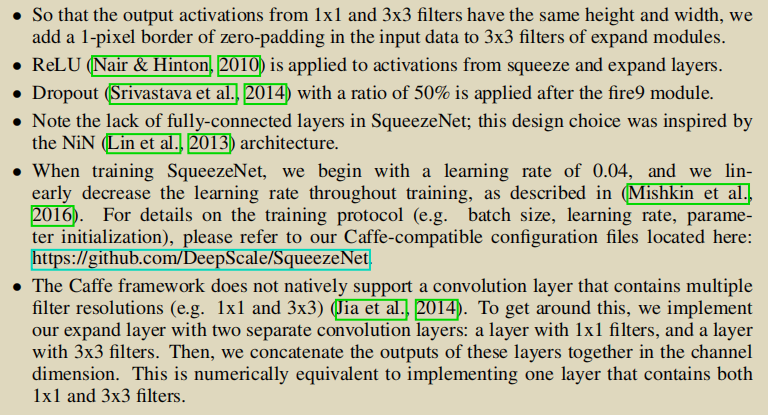 • So that the output activations from 1x1 and 3x3 filters have the same height and width, we
add a 1-pixel border of zero-padding in the input data to 3x3 filters of expand modules.
• ReLU (Nair & Hinton, 2010) is applied to activations from squeeze and expand layers.
• Dropout (Srivastava et al., 2014) with a ratio of 50% is applied after the fire9 module.
• Note the lack of fully-connected layers in SqueezeNet; this design choice was inspired by
the NiN (Lin et al., 2013) architecture.
• When training SqueezeNet, we begin with a learning rate of 0.04, and we lin-
early decrease the learning rate throughout training, as described in (Mishkin et al.,
2016). For details on the training protocol (e.g. batch size, learning rate, parame-
ter initialization), please refer to our Caffe-compatible configuration files located here:
https://github.com/DeepScale/SqueezeNet.
• The Caffe framework does not natively support a convolution layer that contains multiple
filter resolutions (e.g. 1x1 and 3x3) (Jia et al., 2014). To get around this, we implement
our expand layer with two separate convolution layers: a layer with 1x1 filters, and a layer
with 3x3 filters. Then, we concatenate the outputs of these layers together in the channel
dimension. This is numerically equivalent to implementing one layer that contains both
1x1 and 3x3 filters.